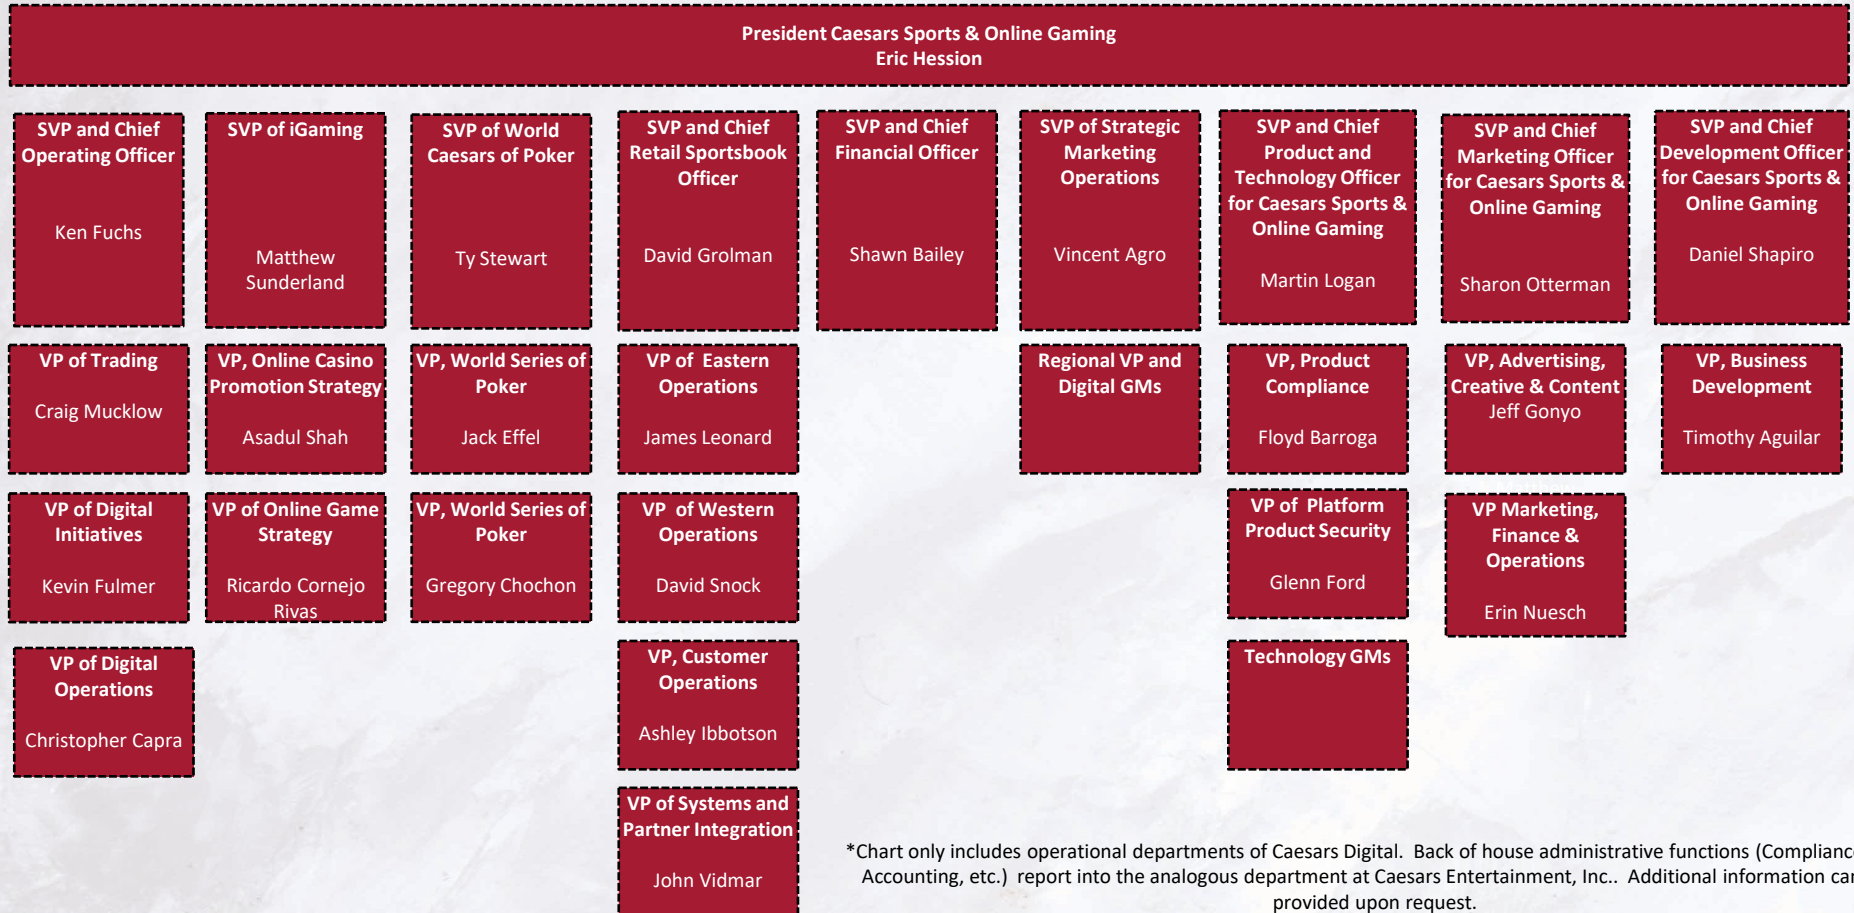 President Caesars Sports & Online Gaming
Eric Hession
SVP and Chief
Operating Officer
Ken Fuchs
SVP of iGaming
Matthew
Sunderland
SVP of World
Caesars of Poker
Ty Stewart
SVP and Chief
Retail Sportsbook
Officer
David Grolman
SVP and Chief
Financial Officer
Shawn Bailey
SVP of Strategic
Marketing
Operations
Vincent Agro
SVP and Chief
Product and
Technology Officer
for Caesars Sports &
Online Gaming
Martin Logan
SVP and Chief
Marketing Officer
for Caesars Sports &
Online Gaming
Sharon Otterman
SVP and Chief
Development Officer
for Caesars Sports &
Online Gaming
Daniel Shapiro
VP of Trading
Craig Mucklow
VP, Online Casino
Promotion Strategy
Asadul Shah
VP, World Series of
Poker
Jack Effel
VP of Eastern
Operations
James Leonard
Regional VP and
Digital GMs
VP, Product
Compliance
Floyd Barroga
VP, Advertising,
Creative & Content
Jeff Gonyo
VP, Business
Development
Timothy Aguilar
VP of Digital
Initiatives
Kevin Fulmer
VP of Online Game
Strategy
Ricardo Cornejo
Rivas
VP, World Series of
Poker
Gregory Chochon
VP of Western
Operations
David Snock
VP of Platform
Product Security
Glenn Ford
Matthew
VP Marketing,
Finance &
Operations
Erin Nuesch
VP of Digital
Operations
Christopher Capra
VP, Customer
Operations
Ashley Ibbotson
Technology GMs
VP of Systems and
Partner Integration
John Vidmar
*Chart only includes operational departments of Caesars Digital. Back of house administrative functions (Compliance
Accounting, etc.) report into the analogous department at Caesars Entertainment, Inc.. Additional information can
provided upon request.